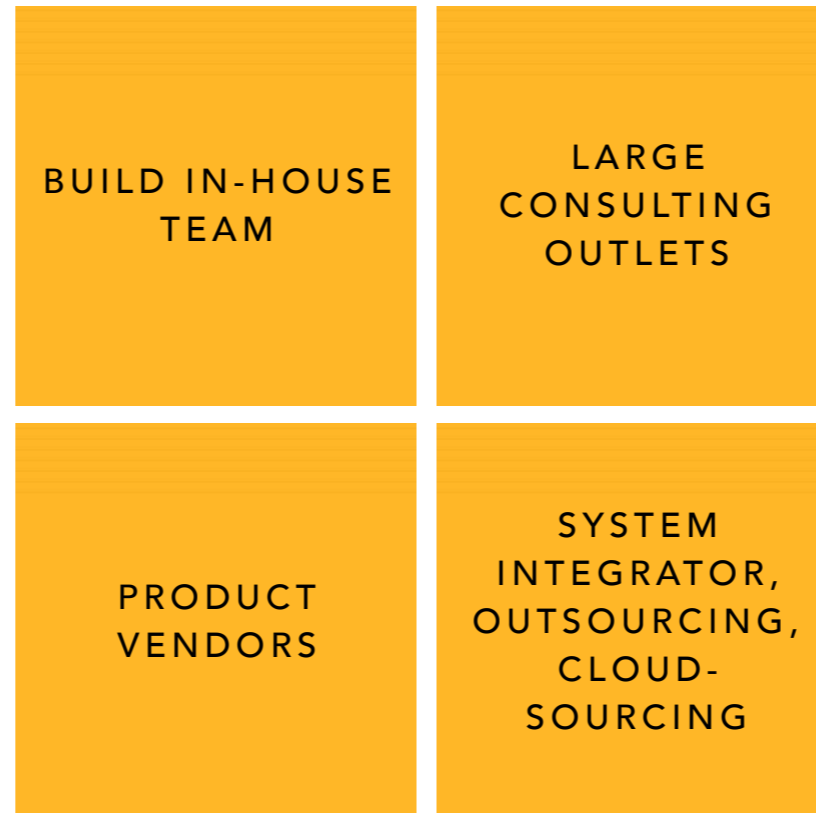 BUILD IN-HOUSE
TEAM
LARGE
CONSULTING
OUTLETS
PRODUCT
VENDORS
SYSTEM
INTEGRATOR,
OUTSOURCING,
CLOUD-
SOURCING